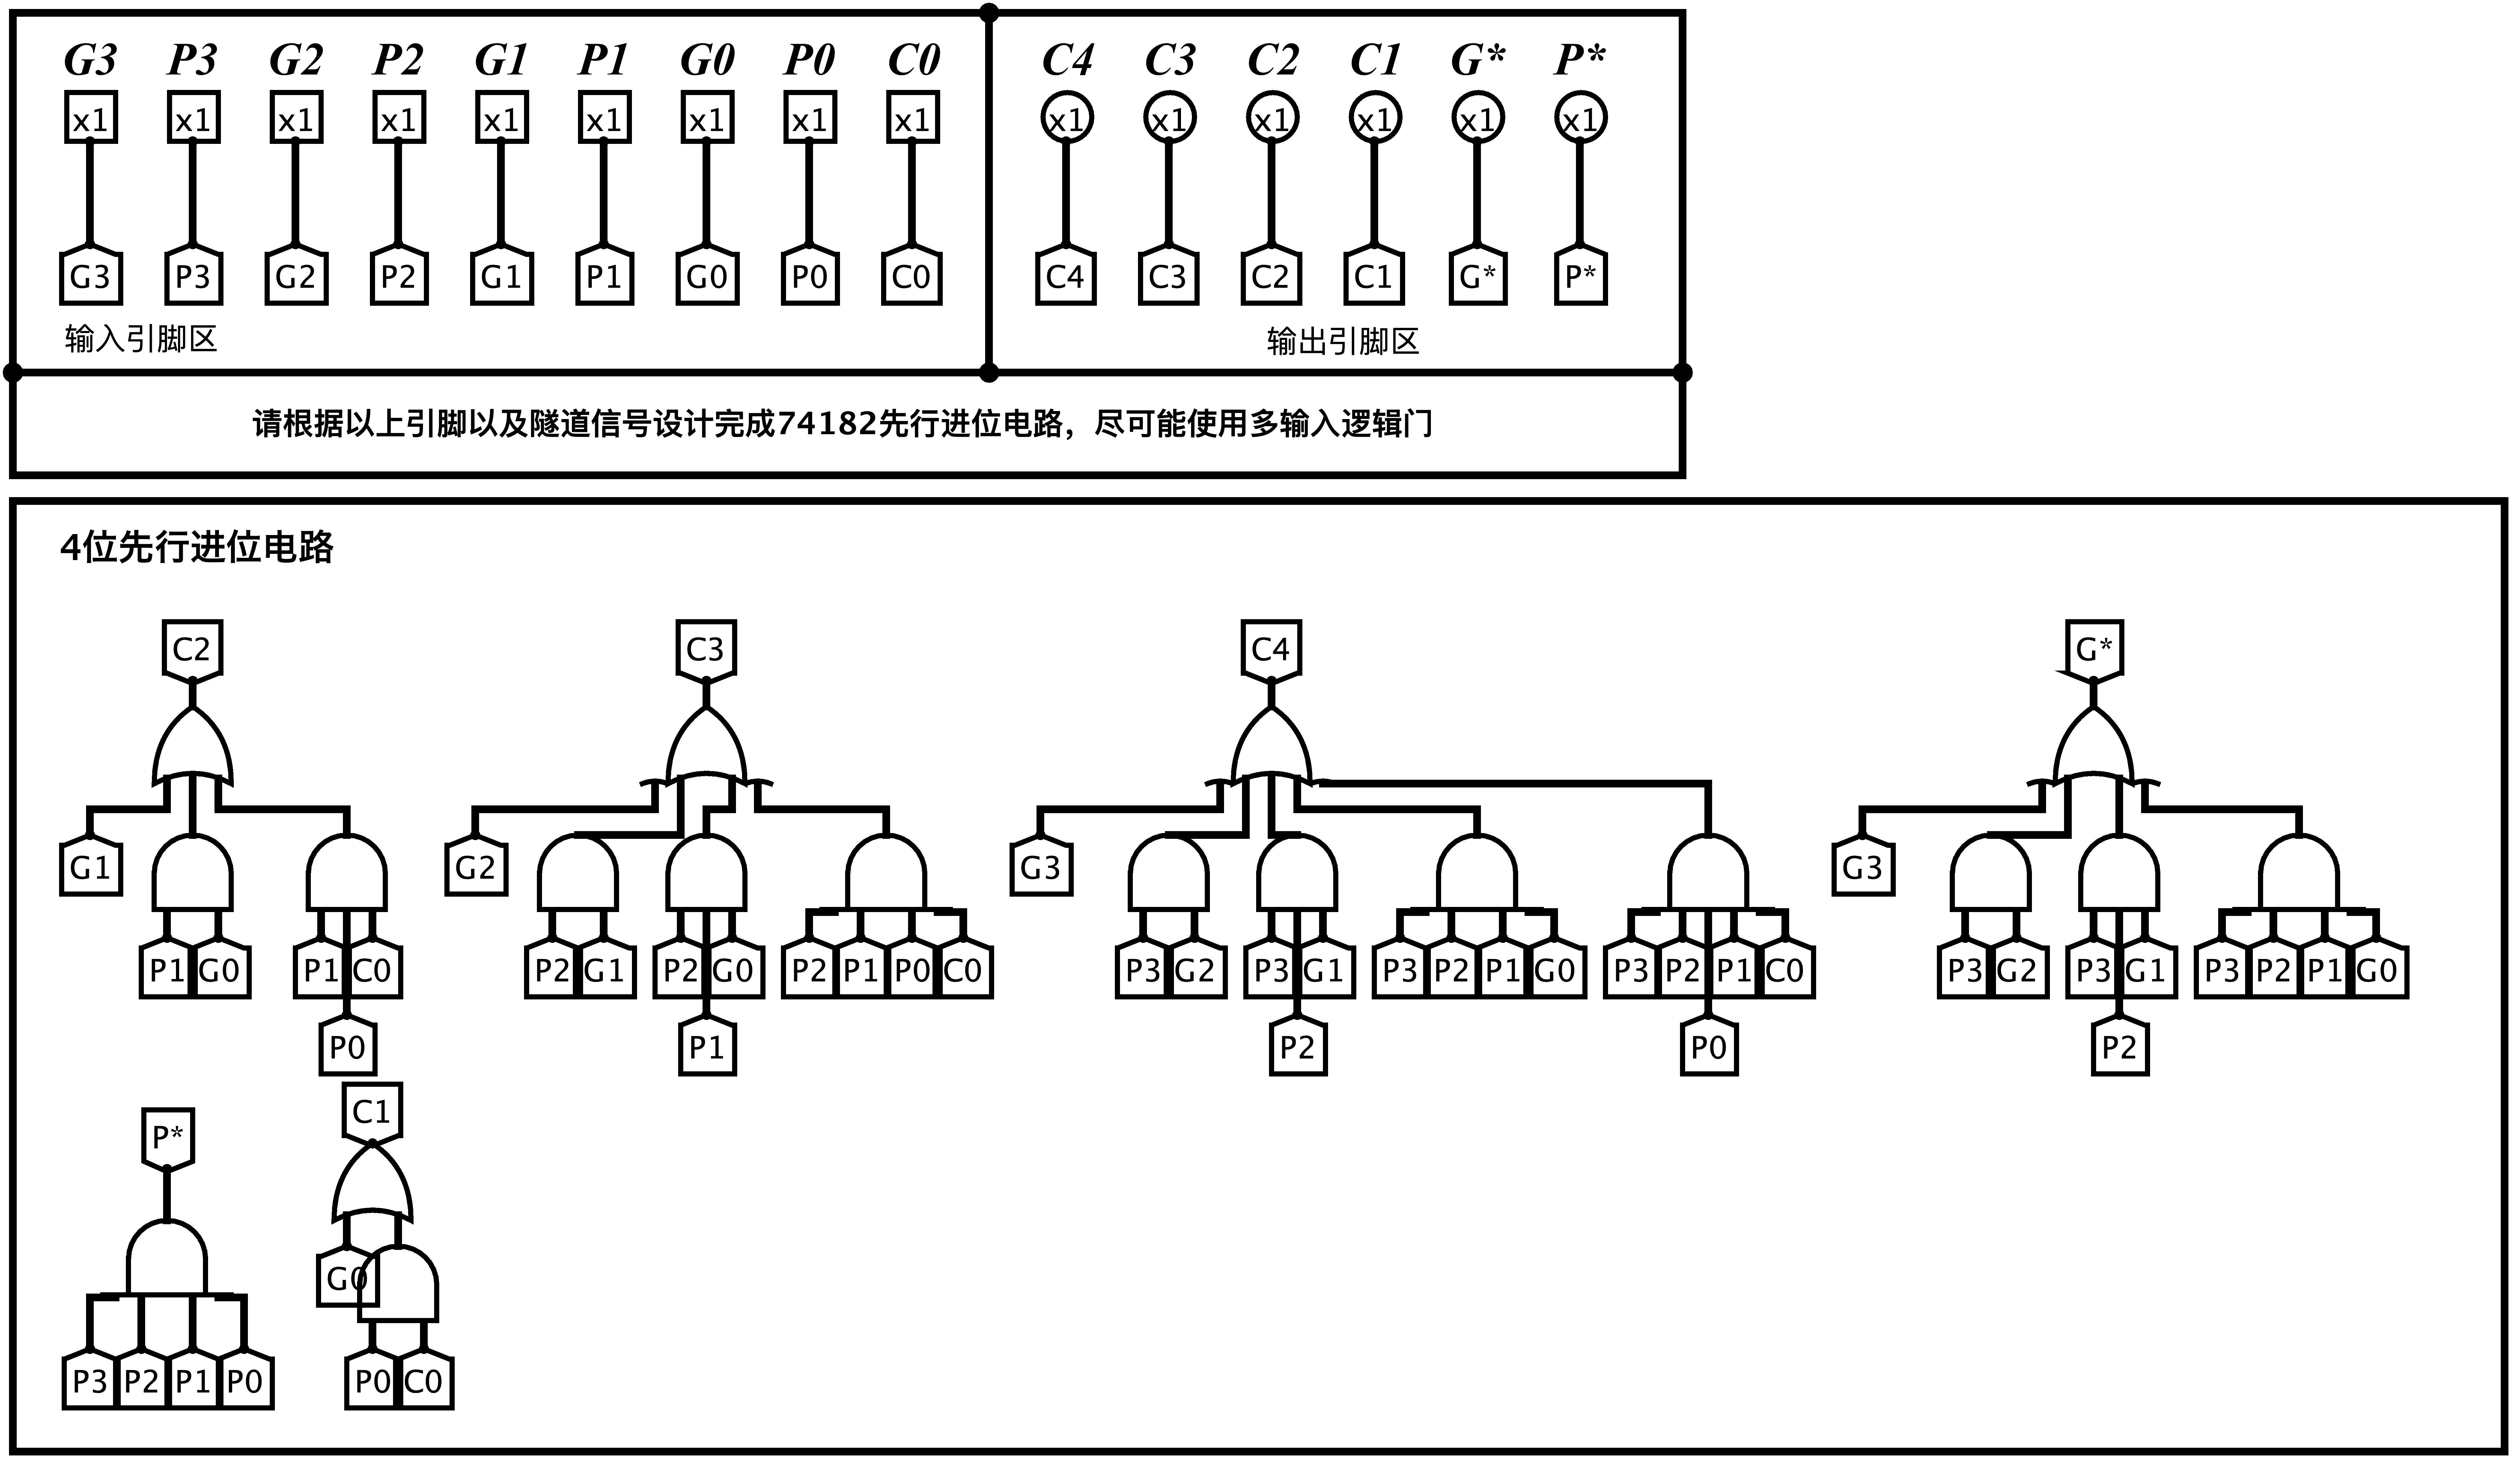 G3 P3 G2 P2 G1 P1 G0 P0 C0 C4 C3 C2 C1 G* P*
x1 x1 x1 x1 x1 x1 x1 x1 x1 x1 x1 x1 x1 x1 x1
G3 P3 G2 P2 G1 P1 G0 P0 C0 C4 C3 C2 C1 G* P*
输入引脚区 输出引脚区
请根据以上引脚以及隧道信号设计完成74182先行进位电路，尽可能使用多输入逻辑门
4位先行进位电路
C2 C3 C4 G*
G1 G2 G3 G3
P1 G0 P1 C0 P2 G1 P2 G0 P2 P1 P0 C0 P3 G2 P3 G1 P3 P2 P1 G0 P3 P2 P1 C0 P3 G2 P3 G1 P3 P2 P1 G0
P0 P1 P2 P0 P2
P* C1
G0
P3 P2 P1 P0 P0 C0